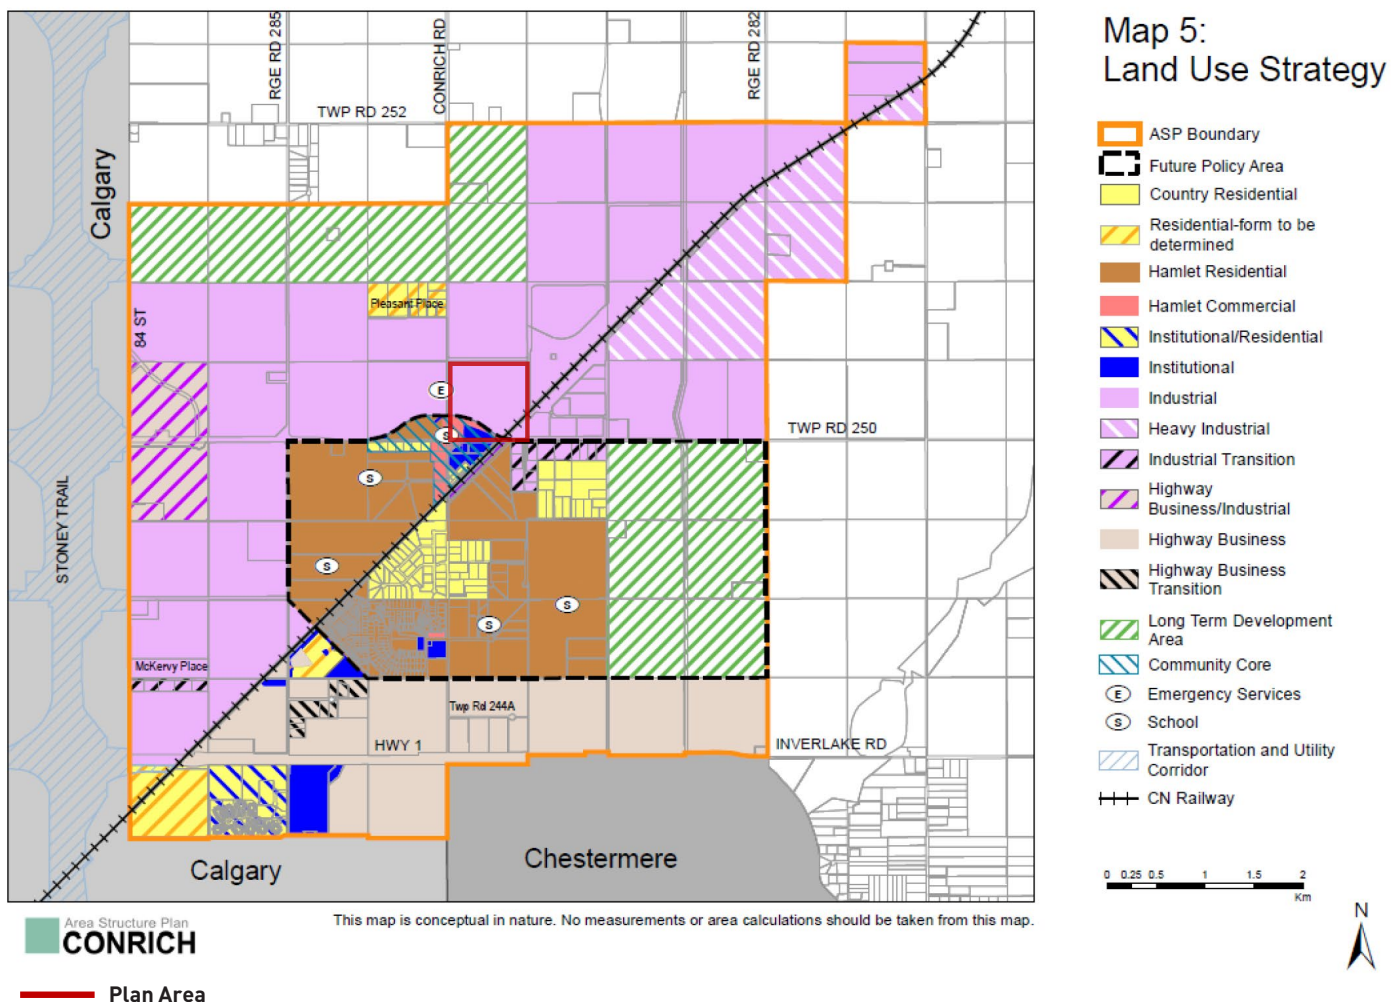 Map 5:
Land Use Strategy
RGE RD 285
CONRICH RD
RGE RD 282
TWP RD 252
Calgary
84 ST
Pleasant Place
E
S
TWP RD 250
S
STONEY TRAIL
S
S
S
McKervy Place
Twp Rd 244A
HWY 1
INVERLAKE RD
Calgary
Chestermere
ASP Boundary
Future Policy Area
Country Residential
Residential-form to be
determined
Hamlet Residential
Hamlet Commercial
Institutional/Residential
Institutional
Industrial
Heavy Industrial
Industrial Transition
Highway
Business/Industrial
Highway Business
Highway Business
Transition
Long Term Development
Area
Community Core
E Emergency Services
S School
Transportation and Utility
Corridor
CN Railway
0 0.25 0.5 1 1.5 2
Km
N
This map is conceptual in nature. No measurements or area calculations should be taken from this map.
Area Structure Plan
CONRICH
Plan Area